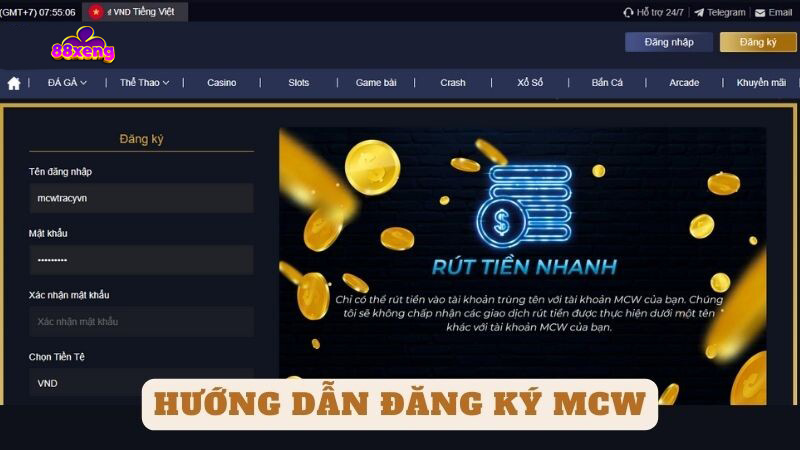 (GMT+7) 07:55:06
₫ VND Tiếng Việt
Hỗ trợ 24/7
Telegram
Email
88xeng
Đăng nhập
Đăng ký
ĐÁ GÀ
Thể Thao
Casino
Slots
Game bài
Crash
Xổ Số
Bắn Cá
Arcade
Khuyến mãi
Đăng ký
Tên đăng nhập
mcwtracyvn
Mật khẩu
•••••••••
Xác nhận mật khẩu
Xác nhận mật khẩu
Chọn Tiền Tệ
VND
RÚT TIỀN NHANH
Chỉ có thể rút tiền vào tài khoản trùng tên với tài khoản MCW của bạn. Chúng
tôi sẽ không chấp nhận các giao dịch rút tiền được thực hiện dưới một tên
khác với tài khoản MCW của bạn.
HƯỚNG DẪN ĐĂNG KÝ MCW